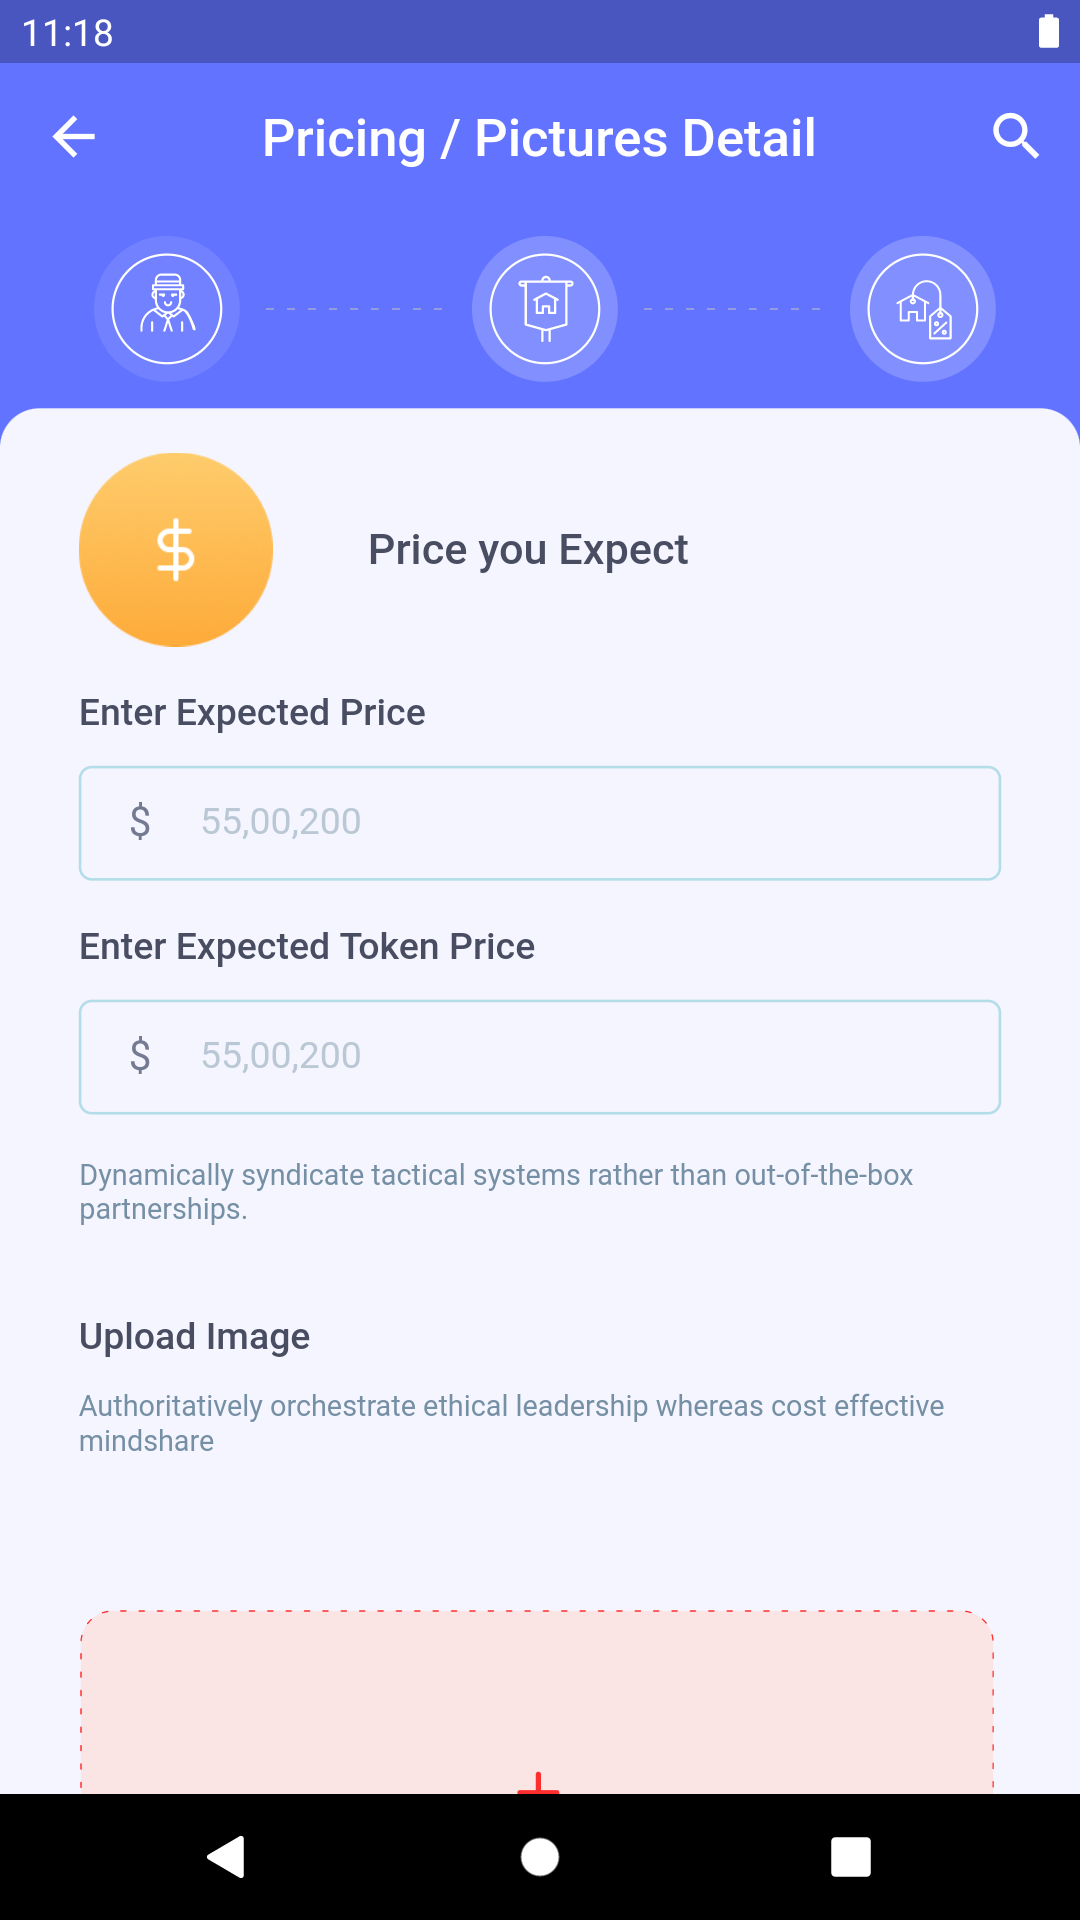 11:18
Pricing / Pictures Detail
$
Price you Expect
Enter Expected Price
$ 55,00,200
Enter Expected Token Price
$ 55,00,200
Dynamically syndicate tactical systems rather than out-of-the-box
partnerships.
Upload Image
Authoritatively orchestrate ethical leadership whereas cost effective
mindshare